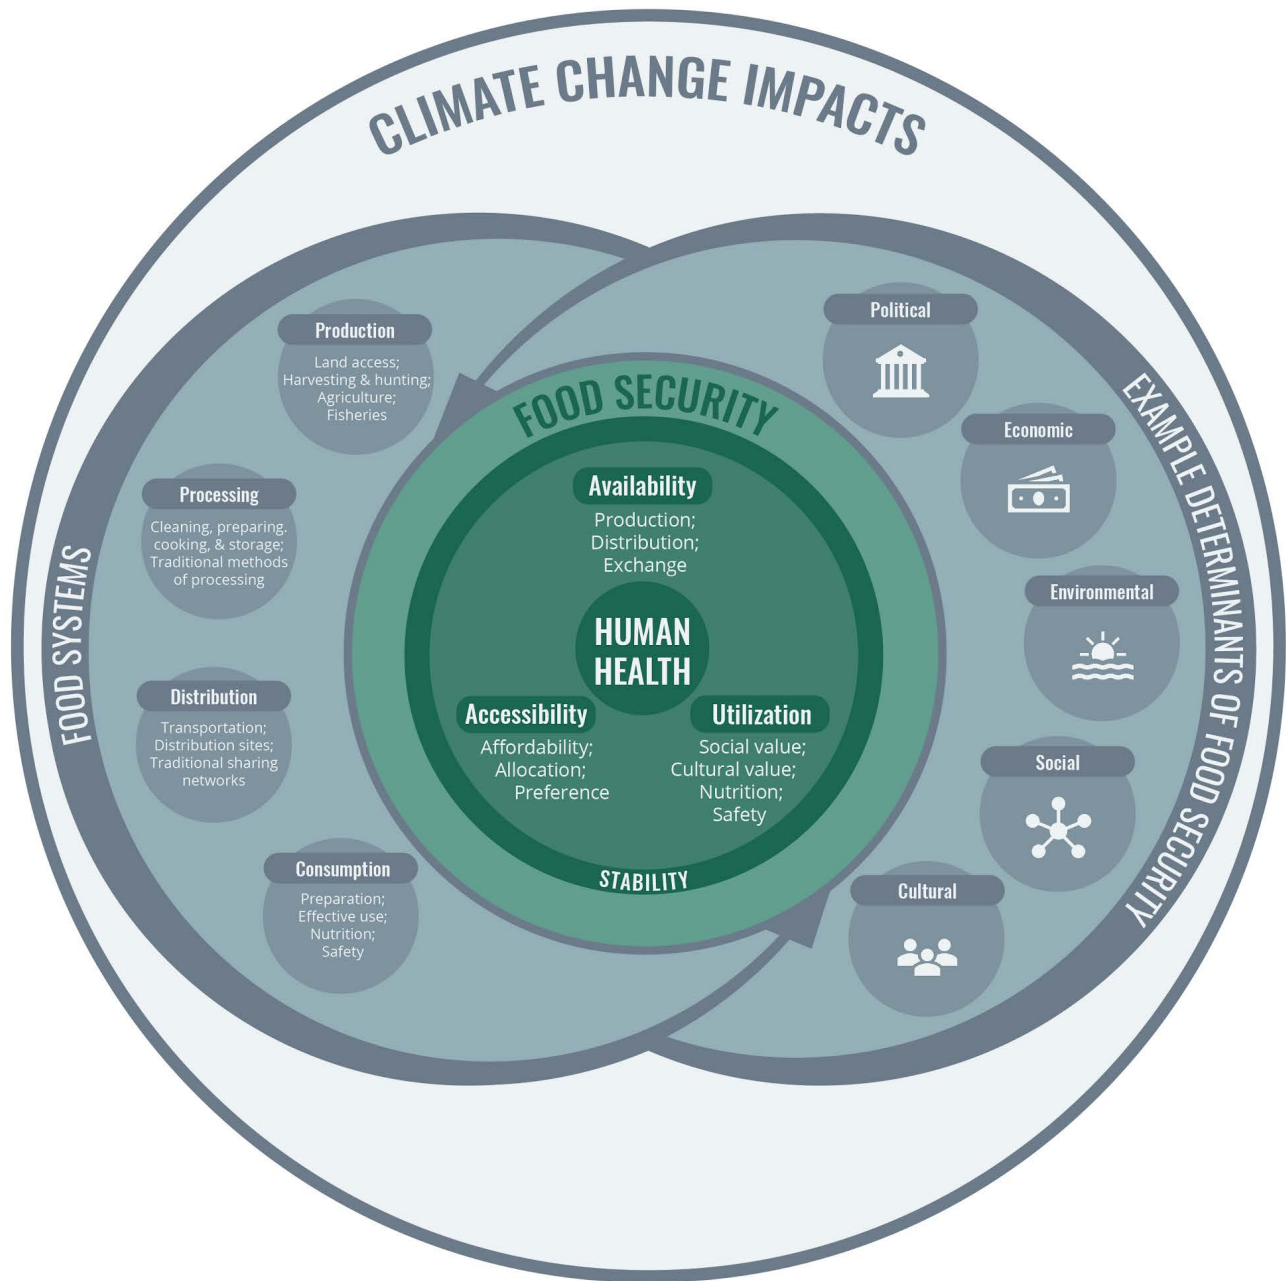 CLIMATE CHANGE IMPACTS
FOOD SYSTEMS
Production
Land access;
Harvesting & hunting;
Agriculture;
Fisheries
Processing
Cleaning, preparing.
cooking, & storage;
Traditional methods
of processing
Distribution
Transportation;
Distribution sites;
Traditional sharing
networks
Consumption
Preparation;
Effective use;
Nutrition;
Safety
FOOD SECURITY
Availability
Production;
Distribution;
Exchange
HUMAN
HEALTH
Accessibility
Affordability;
Allocation;
Preference
Utilization
Social value;
Cultural value;
Nutrition;
Safety
STABILITY
EXAMPLE DETERMINANTS OF FOOD SECURITY
Political
Economic
Environmental
Social
Cultural